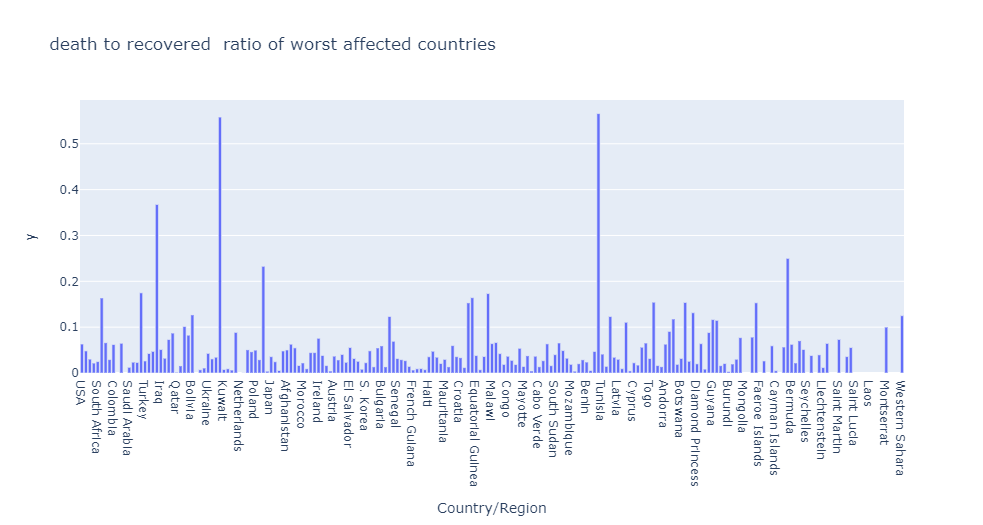 death to recovered  ratio of worst affected countries
0.5
0.4
0.3
0.2
0.1
0
y
USA
South Africa
Colombia
Saudi Arabia
Turkey
Iraq
Qatar
Bolivia
Ukraine
Kuwait
Netherlands
Poland
Japan
Afghanistan
Morocco
Ireland
Austria
El Salvador
S. Korea
Bulgaria
Senegal
French Guiana
Haiti
Mauritania
Croatia
Equatorial Guinea
Malawi
Congo
Mayotte
Cabo Verde
South Sudan
Mozambique
Benin
Tunisia
Latvia
Cyprus
Togo
Andorra
Botswana
Diamond Princess
Guyana
Burundi
Mongolia
Faeroe Islands
Cayman Islands
Bermuda
Seychelles
Liechtenstein
Saint Martin
Saint Lucia
Laos
Montserrat
Western Sahara
Country/Region